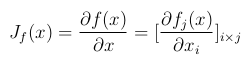 $J_f(x) = \frac{\partial f(x)}{\partial x} = [\frac{\partial f_j(x)}{\partial x_i}]_{i \times j}$